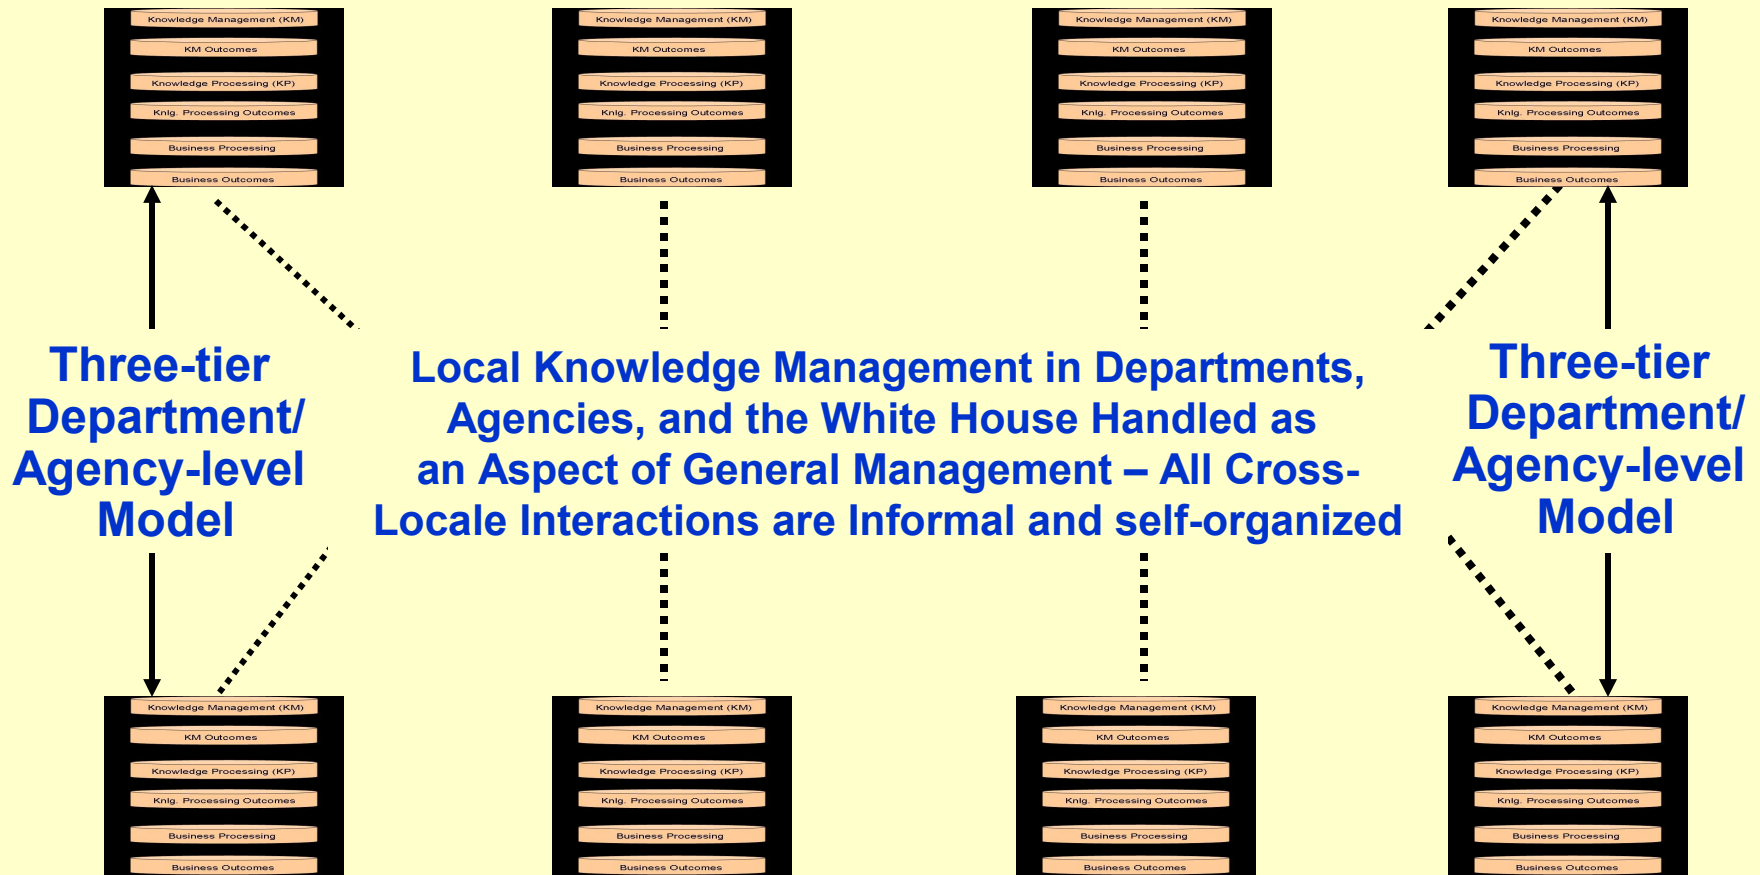 Knowledge Management (KM)
KM Outcomes
Knowledge Processing (KP)
Knlg. Processing Outcomes
Business Processing
Business Outcomes
Knowledge Management (KM)
KM Outcomes
Knowledge Processing (KP)
Knlg. Processing Outcomes
Business Processing
Business Outcomes
Knowledge Management (KM)
KM Outcomes
Knowledge Processing (KP)
Knlg. Processing Outcomes
Business Processing
Business Outcomes
Knowledge Management (KM)
KM Outcomes
Knowledge Processing (KP)
Knlg. Processing Outcomes
Business Processing
Business Outcomes
Three-tier
Department/
Agency-level
Model
Local Knowledge Management in Departments,
Agencies, and the White House Handled as
an Aspect of General Management – All Cross-
Locale Interactions are Informal and self-organized
Three-tier
Department/
Agency-level
Model
Knowledge Management (KM)
KM Outcomes
Knowledge Processing (KP)
Knlg. Processing Outcomes
Business Processing
Business Outcomes
Knowledge Management (KM)
KM Outcomes
Knowledge Processing (KP)
Knlg. Processing Outcomes
Business Processing
Business Outcomes
Knowledge Management (KM)
KM Outcomes
Knowledge Processing (KP)
Knlg. Processing Outcomes
Business Processing
Business Outcomes
Knowledge Management (KM)
KM Outcomes
Knowledge Processing (KP)
Knlg. Processing Outcomes
Business Processing
Business Outcomes